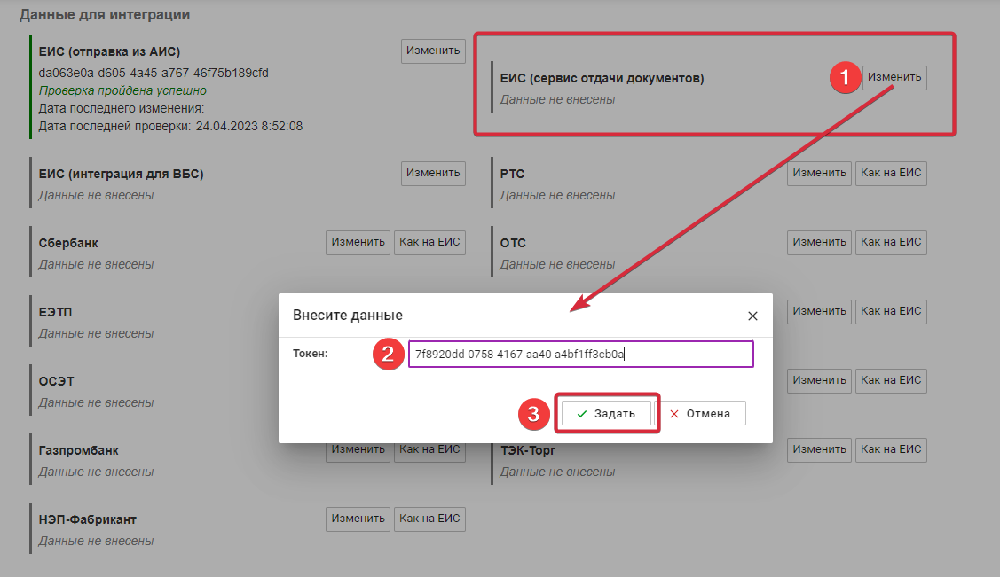 Данные для интеграции
ЕИС (отправка из АИС)
Изменить
da063e0a-d605-4a45-a767-46f75b189cfd
Проверка пройдена успешно
Дата последнего изменения:
Дата последней проверки: 24.04.2023 8:52:08
ЕИС (сервис отдачи документов)
1
Изменить
Данные не внесены
ЕИС (интеграция для ВБС)
Изменить
Данные не внесены
РТС
Изменить
Как на ЕИС
Данные не внесены
Сбербанк
Изменить
Как на ЕИС
Данные не внесены
ОТС
Изменить
Как на ЕИС
Данные не внесены
ЕЭТП
Данные не внесены
Изменить
Как на ЕИС
Внесите данные
Токен:
2
7f8920dd-0758-4167-aa40-a4bf1ff3cb0a
3
Задать
Отмена
ОСЭТ
Данные не внесены
Изменить
Как на ЕИС
Газпромбанк
Изменить
Как на ЕИС
Данные не внесены
ТЭК-Торг
Изменить
Как на ЕИС
Данные не внесены
НЭП-Фабрикант
Изменить
Как на ЕИС
Данные не внесены